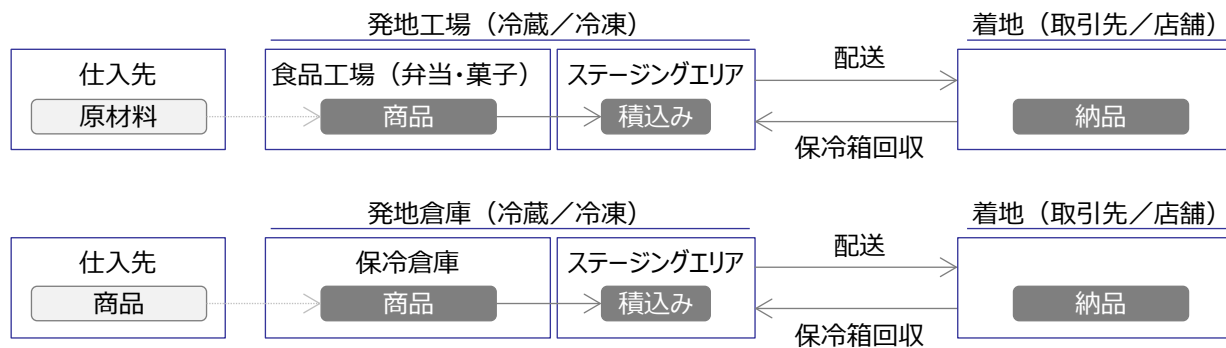 発地工場（冷蔵／冷凍）
着地（取引先／店舗）
仕入先
食品工場（弁当・菓子）
ステージングエリア
配送
原材料
商品
積込み
納品
保冷箱回収
発地倉庫（冷蔵／冷凍）
着地（取引先／店舗）
仕入先
保冷倉庫
ステージングエリア
配送
商品
商品
積込み
納品
保冷箱回収